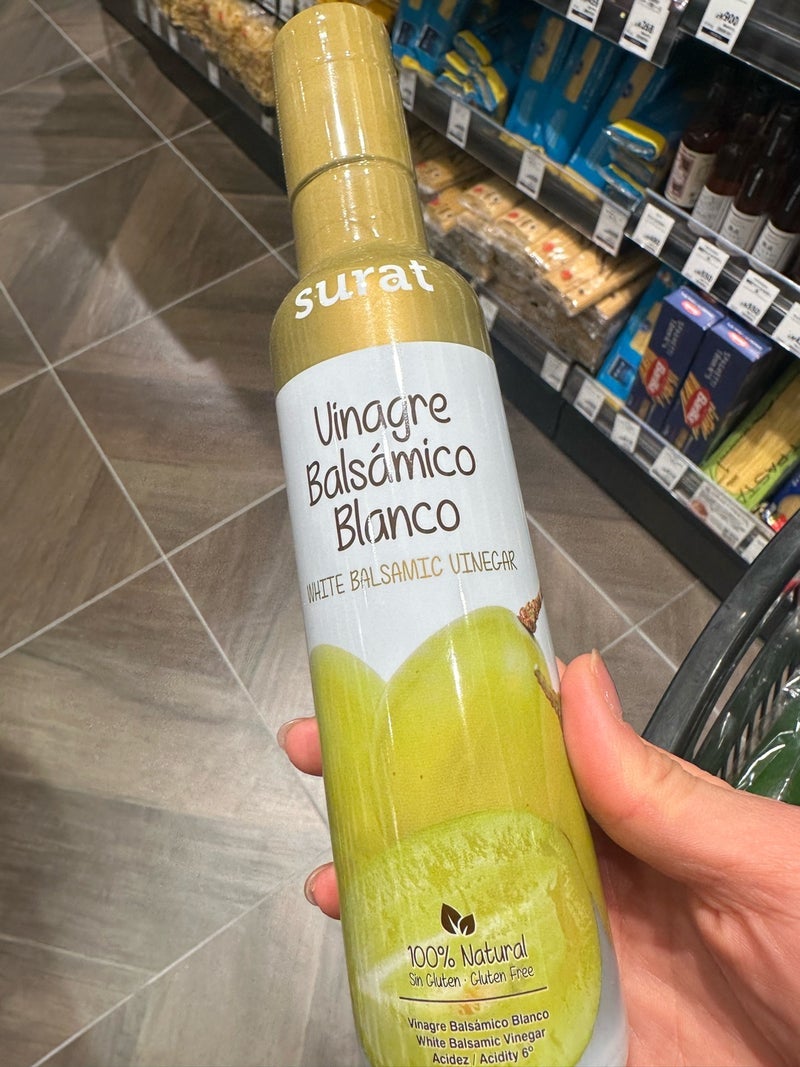 surat
Vinagre
Balsámico
Blanco
WHITE BALSAMIC VINEGAR
100% Natural
Sin Gluten · Gluten Free
Vinagre Balsámico Blanco
White Balsamic Vinegar
Acidez / Acidity 6º